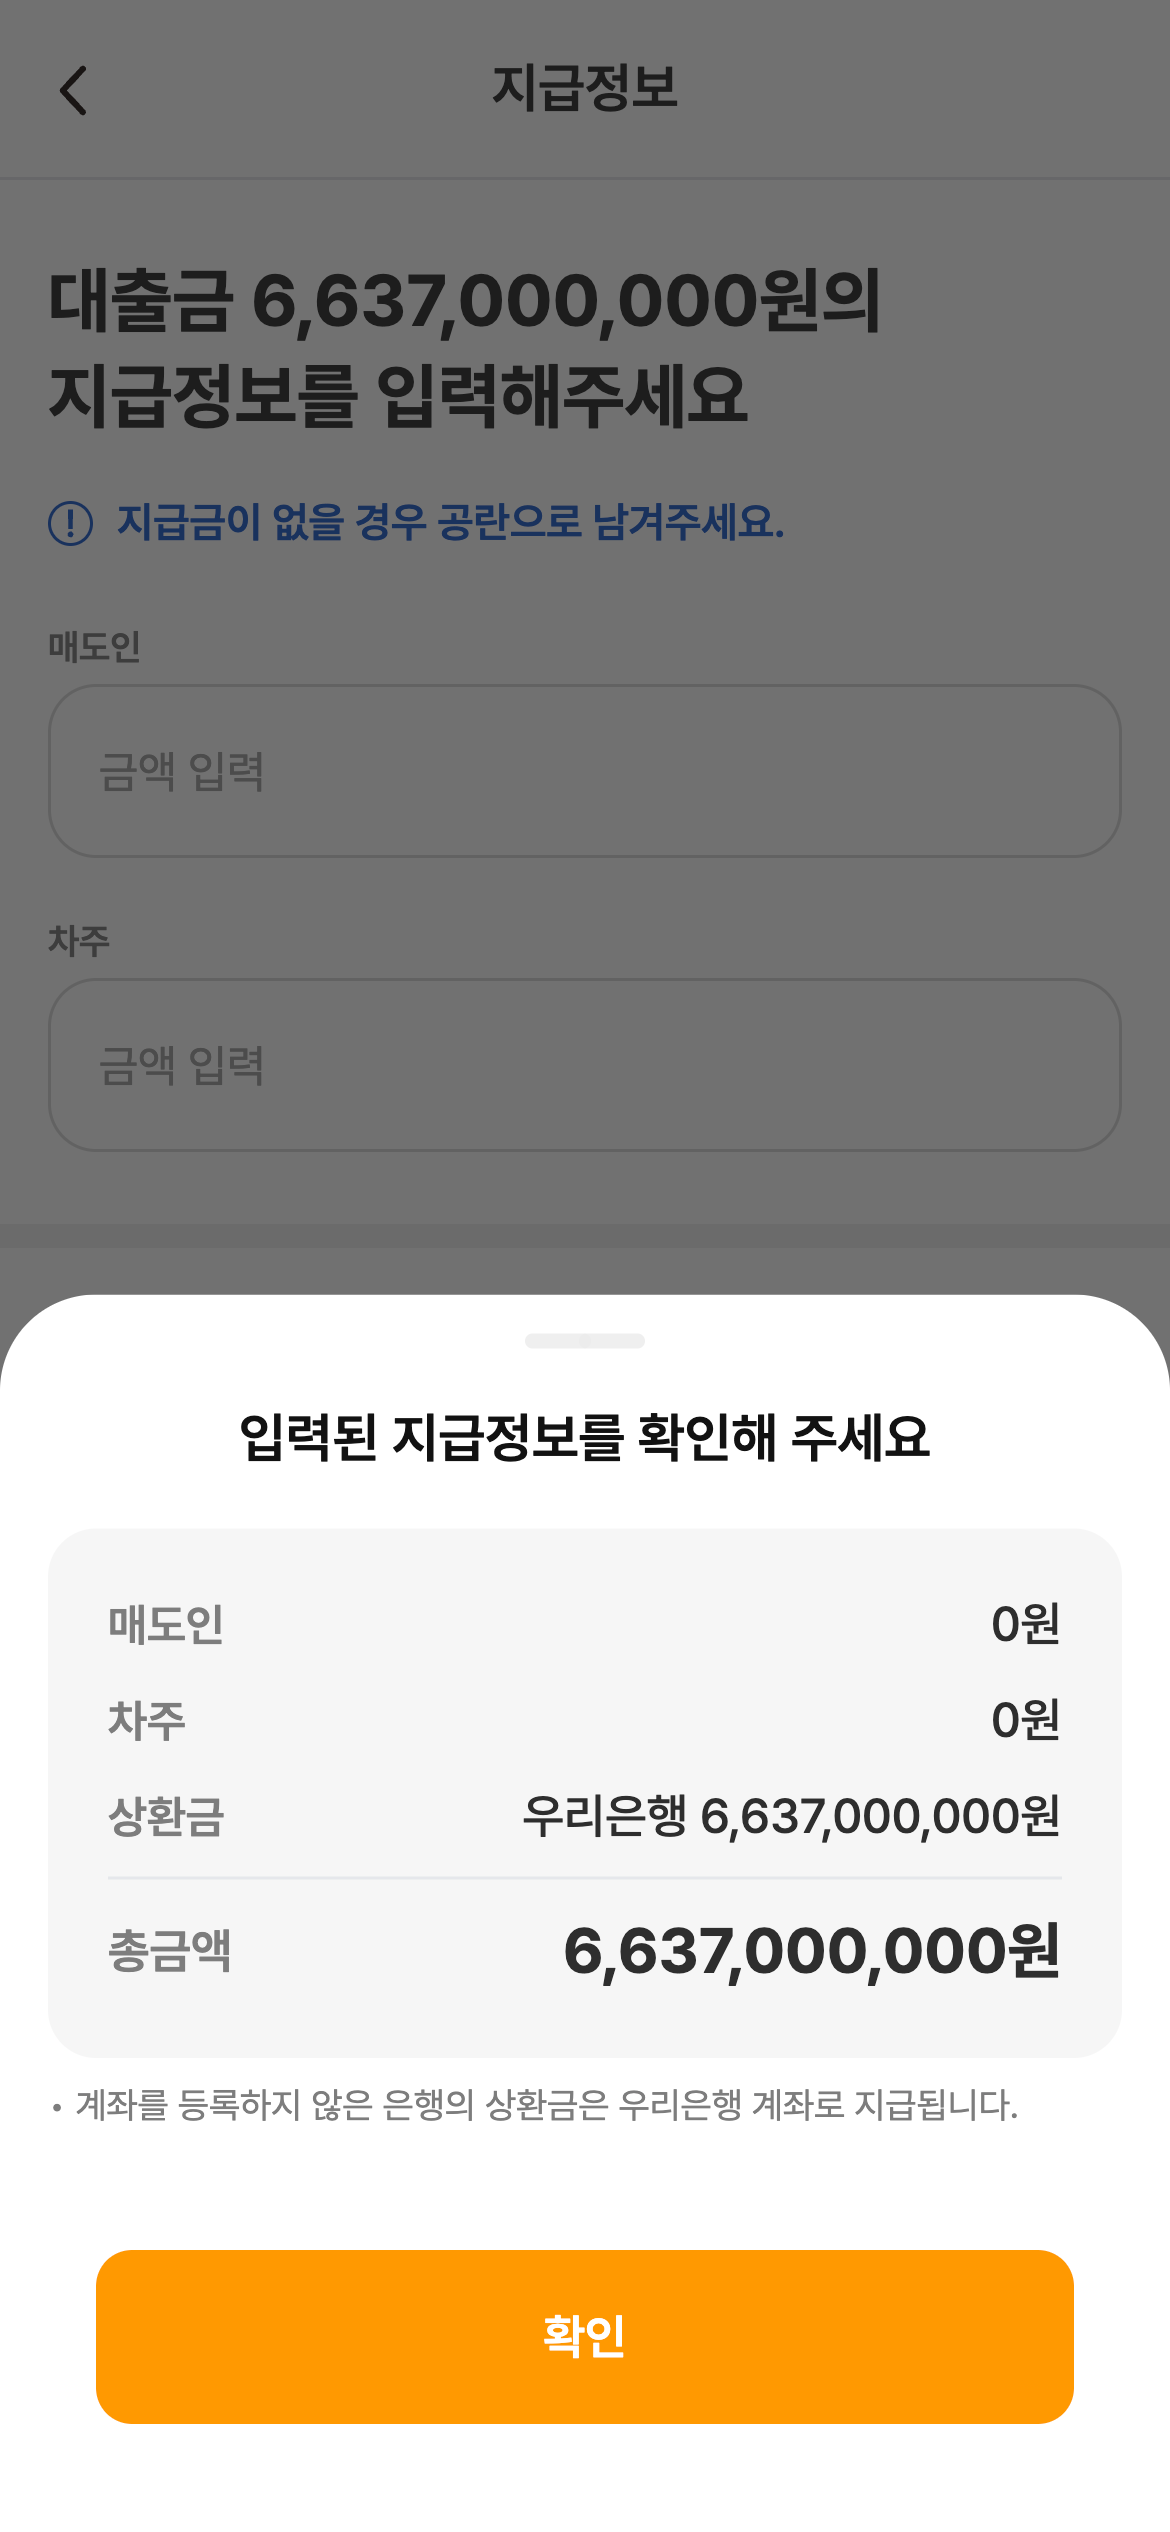 지급정보
대출금 6,637,000,000원의
지급정보를 입력해주세요
지급금이 없을 경우 공란으로 남겨주세요.
매도인
금액 입력
차주
금액 입력
입력된 지급정보를 확인해 주세요
매도인 0원
차주 0원
상환금 우리은행 6,637,000,000원
총금액 6,637,000,000원
• 계좌를 등록하지 않은 은행의 상환금은 우리은행 계좌로 지급됩니다.
확인